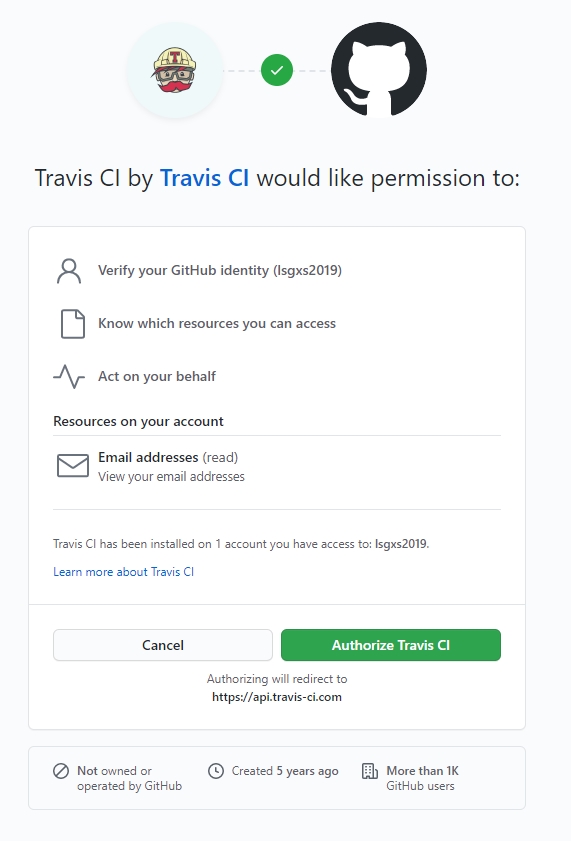 Travis CI by Travis CI would like permission to:
Verify your GitHub identity (lsgxs2019)
Know which resources you can access
Act on your behalf
Resources on your account
Email addresses (read)
View your email addresses
Travis CI has been installed on 1 account you have access to: lsgxs2019.
Learn more about Travis CI
Cancel
Authorize Travis CI
Authorizing will redirect to
https://api.travis-ci.com
Not owned or
operated by GitHub
Created 5 years ago
More than 1K
GitHub users